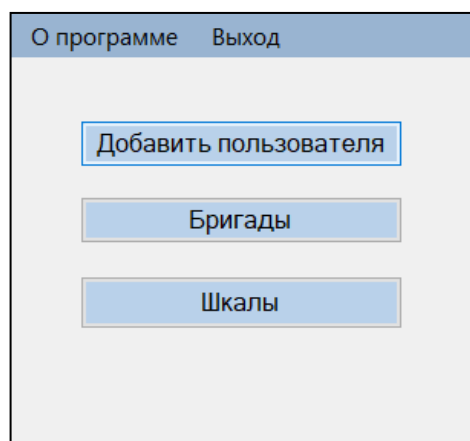 О программе Выход
Добавить пользователя
Бригады
Шкалы